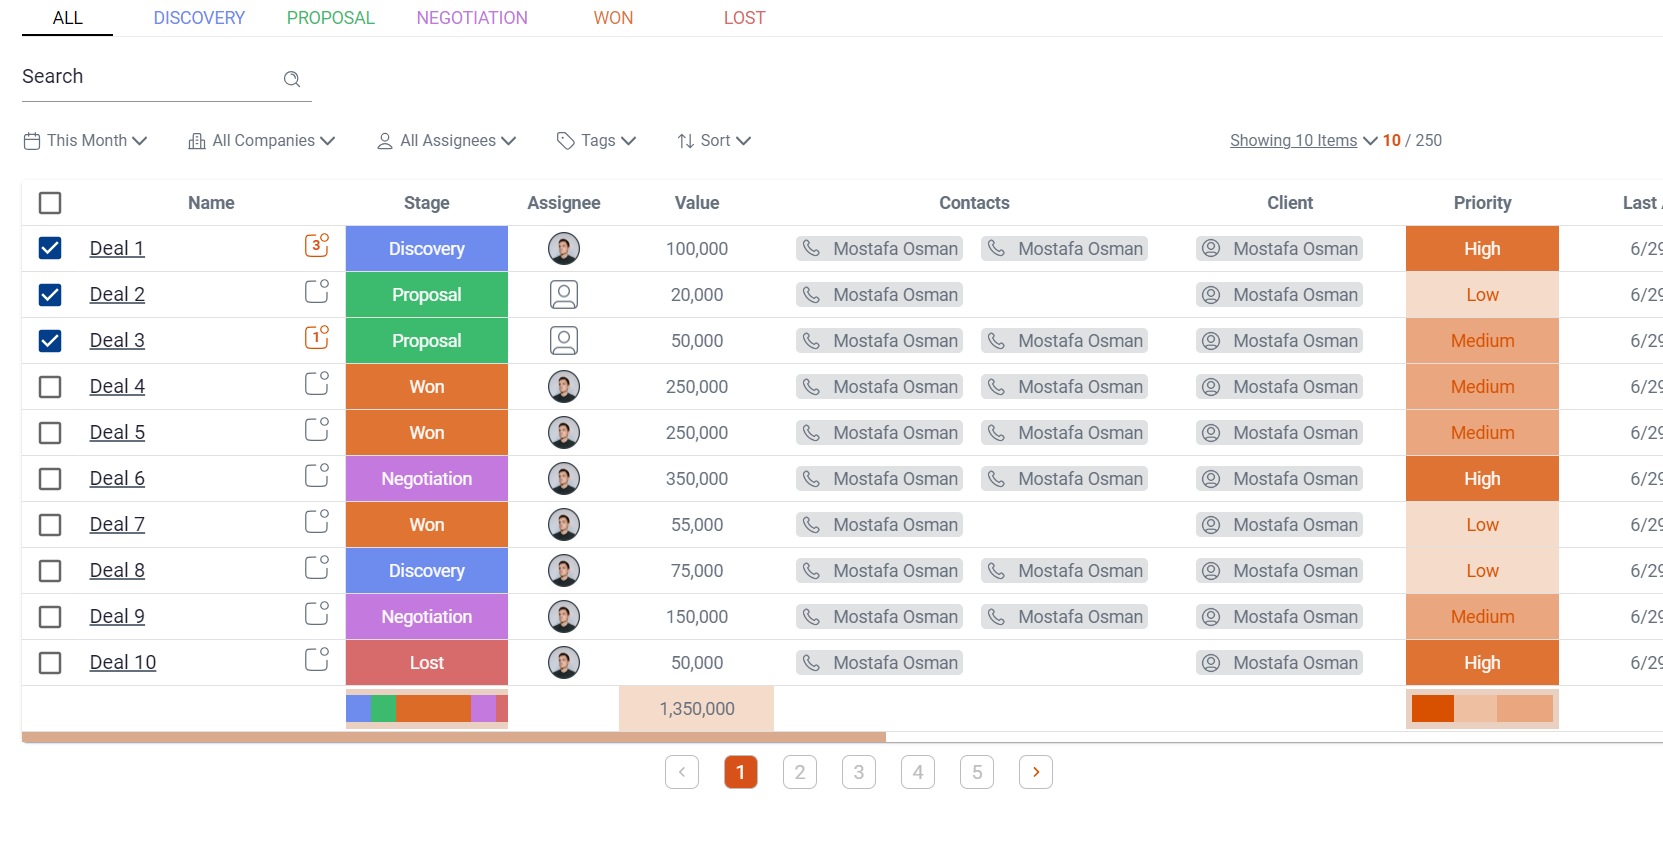 ALL DISCOVERY PROPOSAL NEGOTIATION WON LOST
Search
This Month All Companies All Assignees Tags Sort Showing 10 Items 10 / 250
Name Stage Assignee Value Contacts Client Priority Last
Deal 1 3 Discovery 100,000 Mostafa Osman Mostafa Osman Mostafa Osman High 6/29
Deal 2 Proposal 20,000 Mostafa Osman Mostafa Osman Low 6/29
Deal 3 1 Proposal 50,000 Mostafa Osman Mostafa Osman Mostafa Osman Medium 6/29
Deal 4 Won 250,000 Mostafa Osman Mostafa Osman Mostafa Osman Medium 6/29
Deal 5 Won 250,000 Mostafa Osman Mostafa Osman Mostafa Osman Medium 6/29
Deal 6 Negotiation 350,000 Mostafa Osman Mostafa Osman Mostafa Osman High 6/29
Deal 7 Won 55,000 Mostafa Osman Mostafa Osman Low 6/29
Deal 8 Discovery 75,000 Mostafa Osman Mostafa Osman Mostafa Osman Low 6/29
Deal 9 Negotiation 150,000 Mostafa Osman Mostafa Osman Mostafa Osman Medium 6/29
Deal 10 Lost 50,000 Mostafa Osman Mostafa Osman High 6/29
1,350,000
1 2 3 4 5